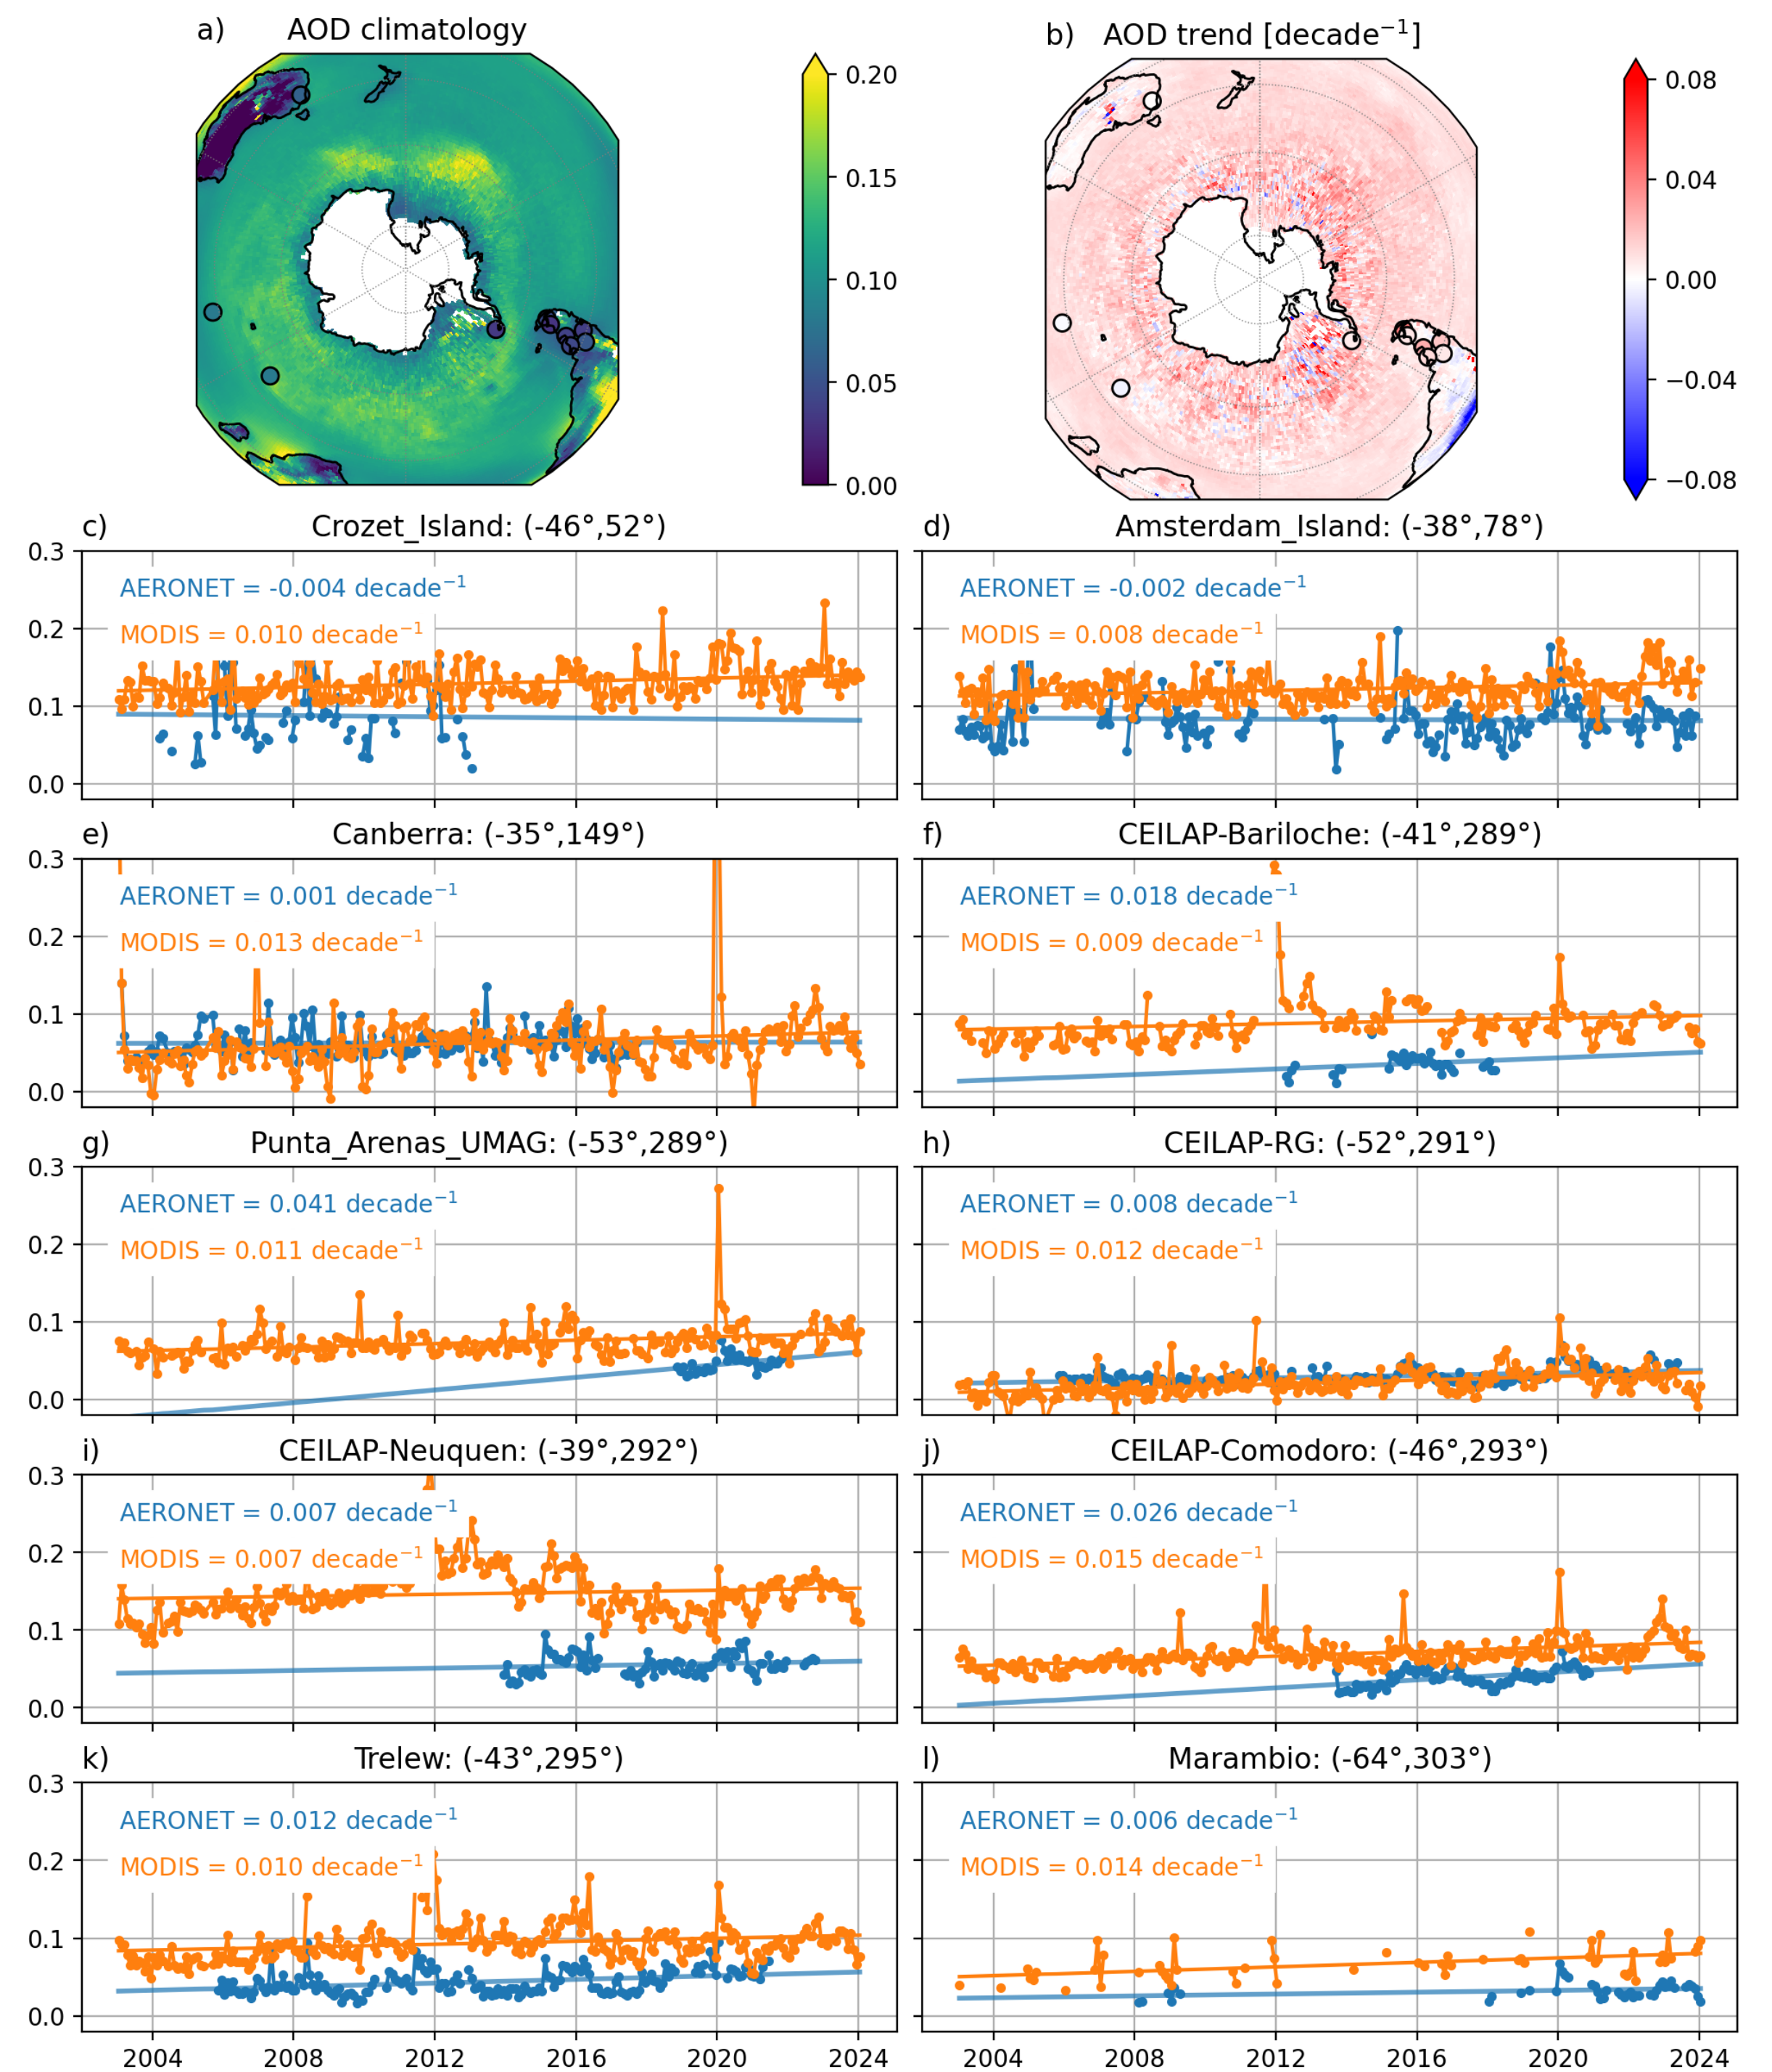 a) AOD climatology
0.20
0.15
0.10
0.05
0.00
b) AOD trend [decade⁻¹]
0.08
0.04
0.00
−0.04
−0.08
c) Crozet_Island: (-46°,52°)
0.3
0.2
0.1
0.0
AERONET = -0.004 decade⁻¹
MODIS = 0.010 decade⁻¹
d) Amsterdam_Island: (-38°,78°)
AERONET = -0.002 decade⁻¹
MODIS = 0.008 decade⁻¹
e) Canberra: (-35°,149°)
0.3
0.2
0.1
0.0
AERONET = 0.001 decade⁻¹
MODIS = 0.013 decade⁻¹
f) CEILAP-Bariloche: (-41°,289°)
AERONET = 0.018 decade⁻¹
MODIS = 0.009 decade⁻¹
g) Punta_Arenas_UMAG: (-53°,289°)
0.3
0.2
0.1
0.0
AERONET = 0.041 decade⁻¹
MODIS = 0.011 decade⁻¹
h) CEILAP-RG: (-52°,291°)
AERONET = 0.008 decade⁻¹
MODIS = 0.012 decade⁻¹
i) CEILAP-Neuquen: (-39°,292°)
0.3
0.2
0.1
0.0
AERONET = 0.007 decade⁻¹
MODIS = 0.007 decade⁻¹
j) CEILAP-Comodoro: (-46°,293°)
AERONET = 0.026 decade⁻¹
MODIS = 0.015 decade⁻¹
k) Trelew: (-43°,295°)
0.3
0.2
0.1
0.0
AERONET = 0.012 decade⁻¹
MODIS = 0.010 decade⁻¹
2004 2008 2012 2016 2020 2024
l) Marambio: (-64°,303°)
AERONET = 0.006 decade⁻¹
MODIS = 0.014 decade⁻¹
2004 2008 2012 2016 2020 2024